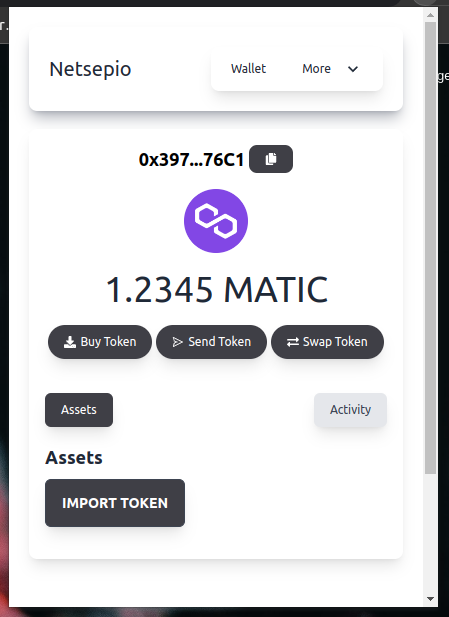 r.
ge
Netsepio
Wallet More
0x397...76C1
1.2345 MATIC
Buy Token Send Token Swap Token
Assets Activity
Assets
IMPORT TOKEN